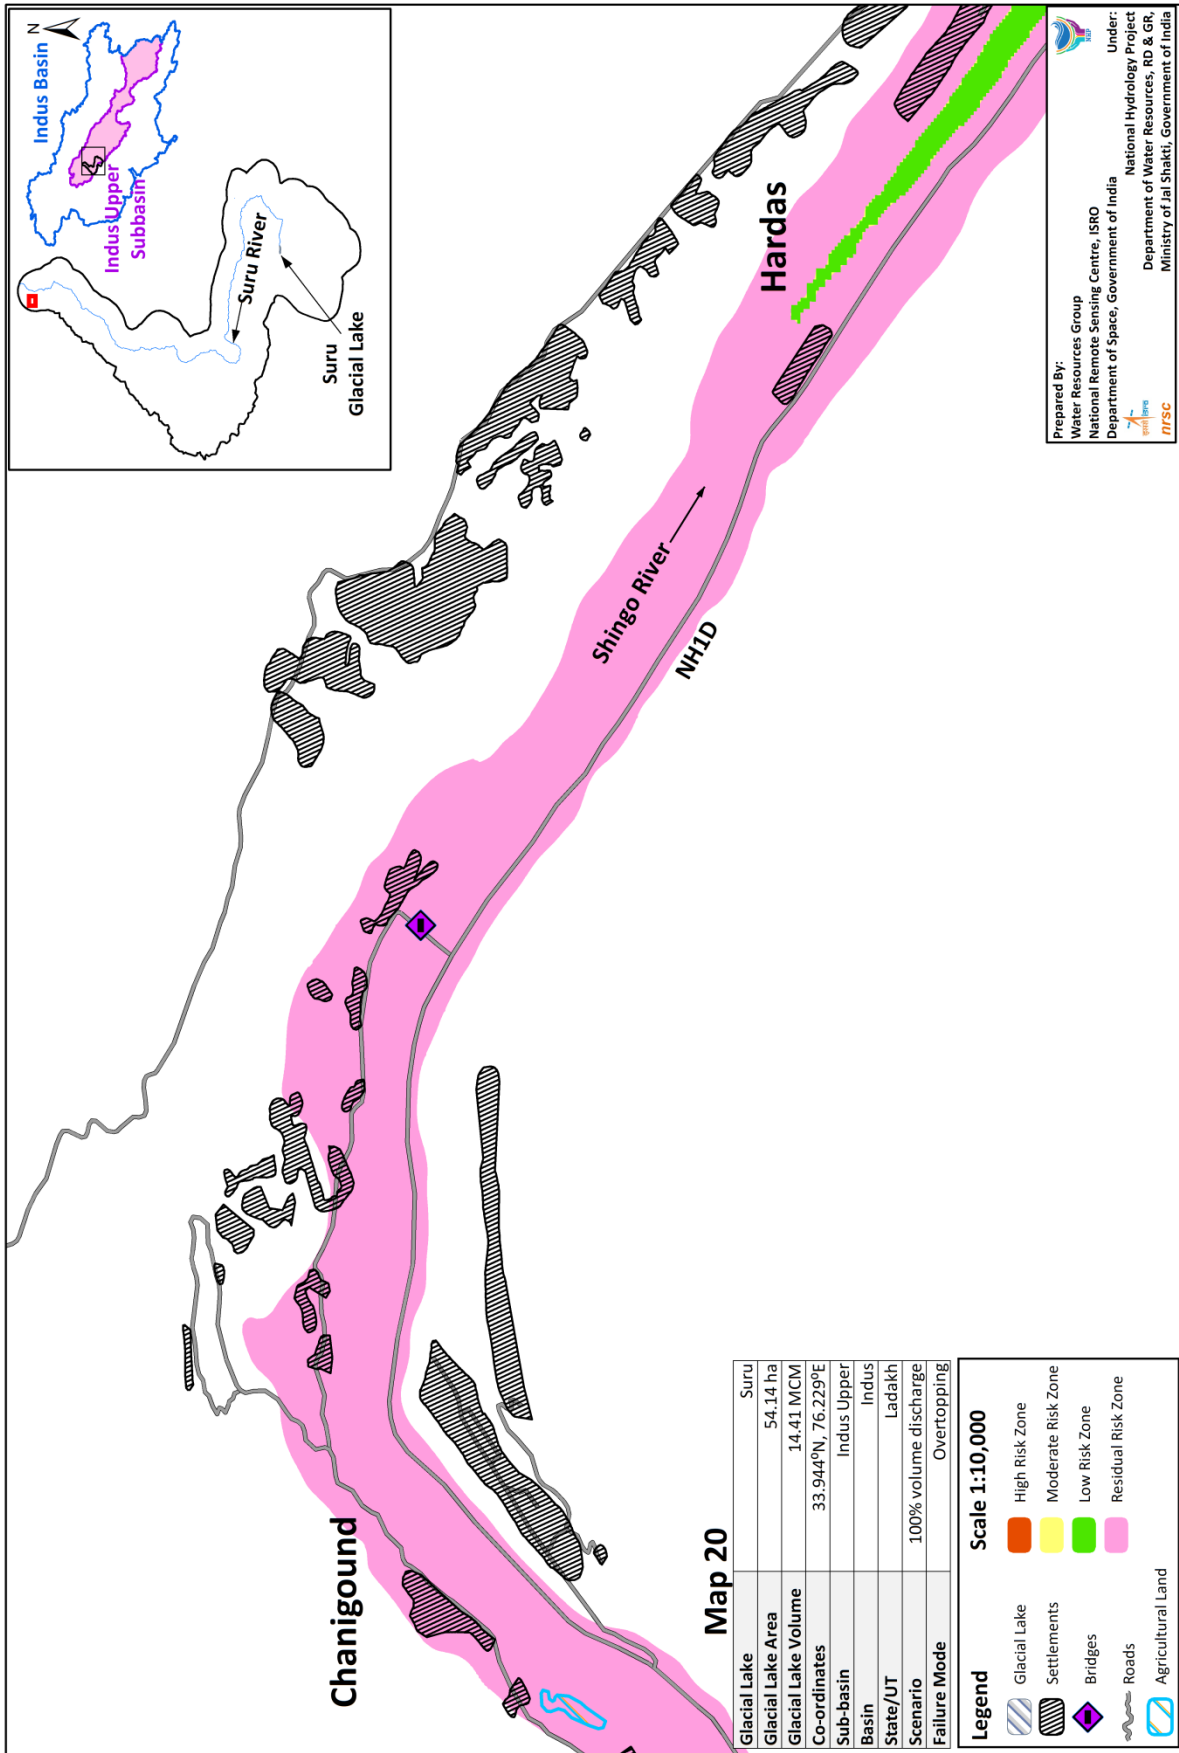 N
Indus Basin
Indus Upper
Subbasin
Suru River
Suru
Glacial Lake
Hardas
Shingo River
NH1D
Chanigound
Map 20
Glacial Lake Suru
Glacial Lake Area 54.14 ha
Glacial Lake Volume 14.41 MCM
Co-ordinates 33.944⁰N, 76.229⁰E
Sub-basin Indus Upper
Basin Indus
State/UT Ladakh
Scenario 100% volume discharge
Failure Mode Overtopping
Legend
Scale 1:10,000
Glacial Lake
Settlements
Bridges
Roads
Agricultural Land
High Risk Zone
Moderate Risk Zone
Low Risk Zone
Residual Risk Zone
Prepared By:
Water Resources Group
National Remote Sensing Centre, ISRO
Department of Space, Government of India
इसरो isro
nrsc
NHP
Under:
National Hydrology Project
Department of Water Resources, RD & GR,
Ministry of Jal Shakti, Government of India